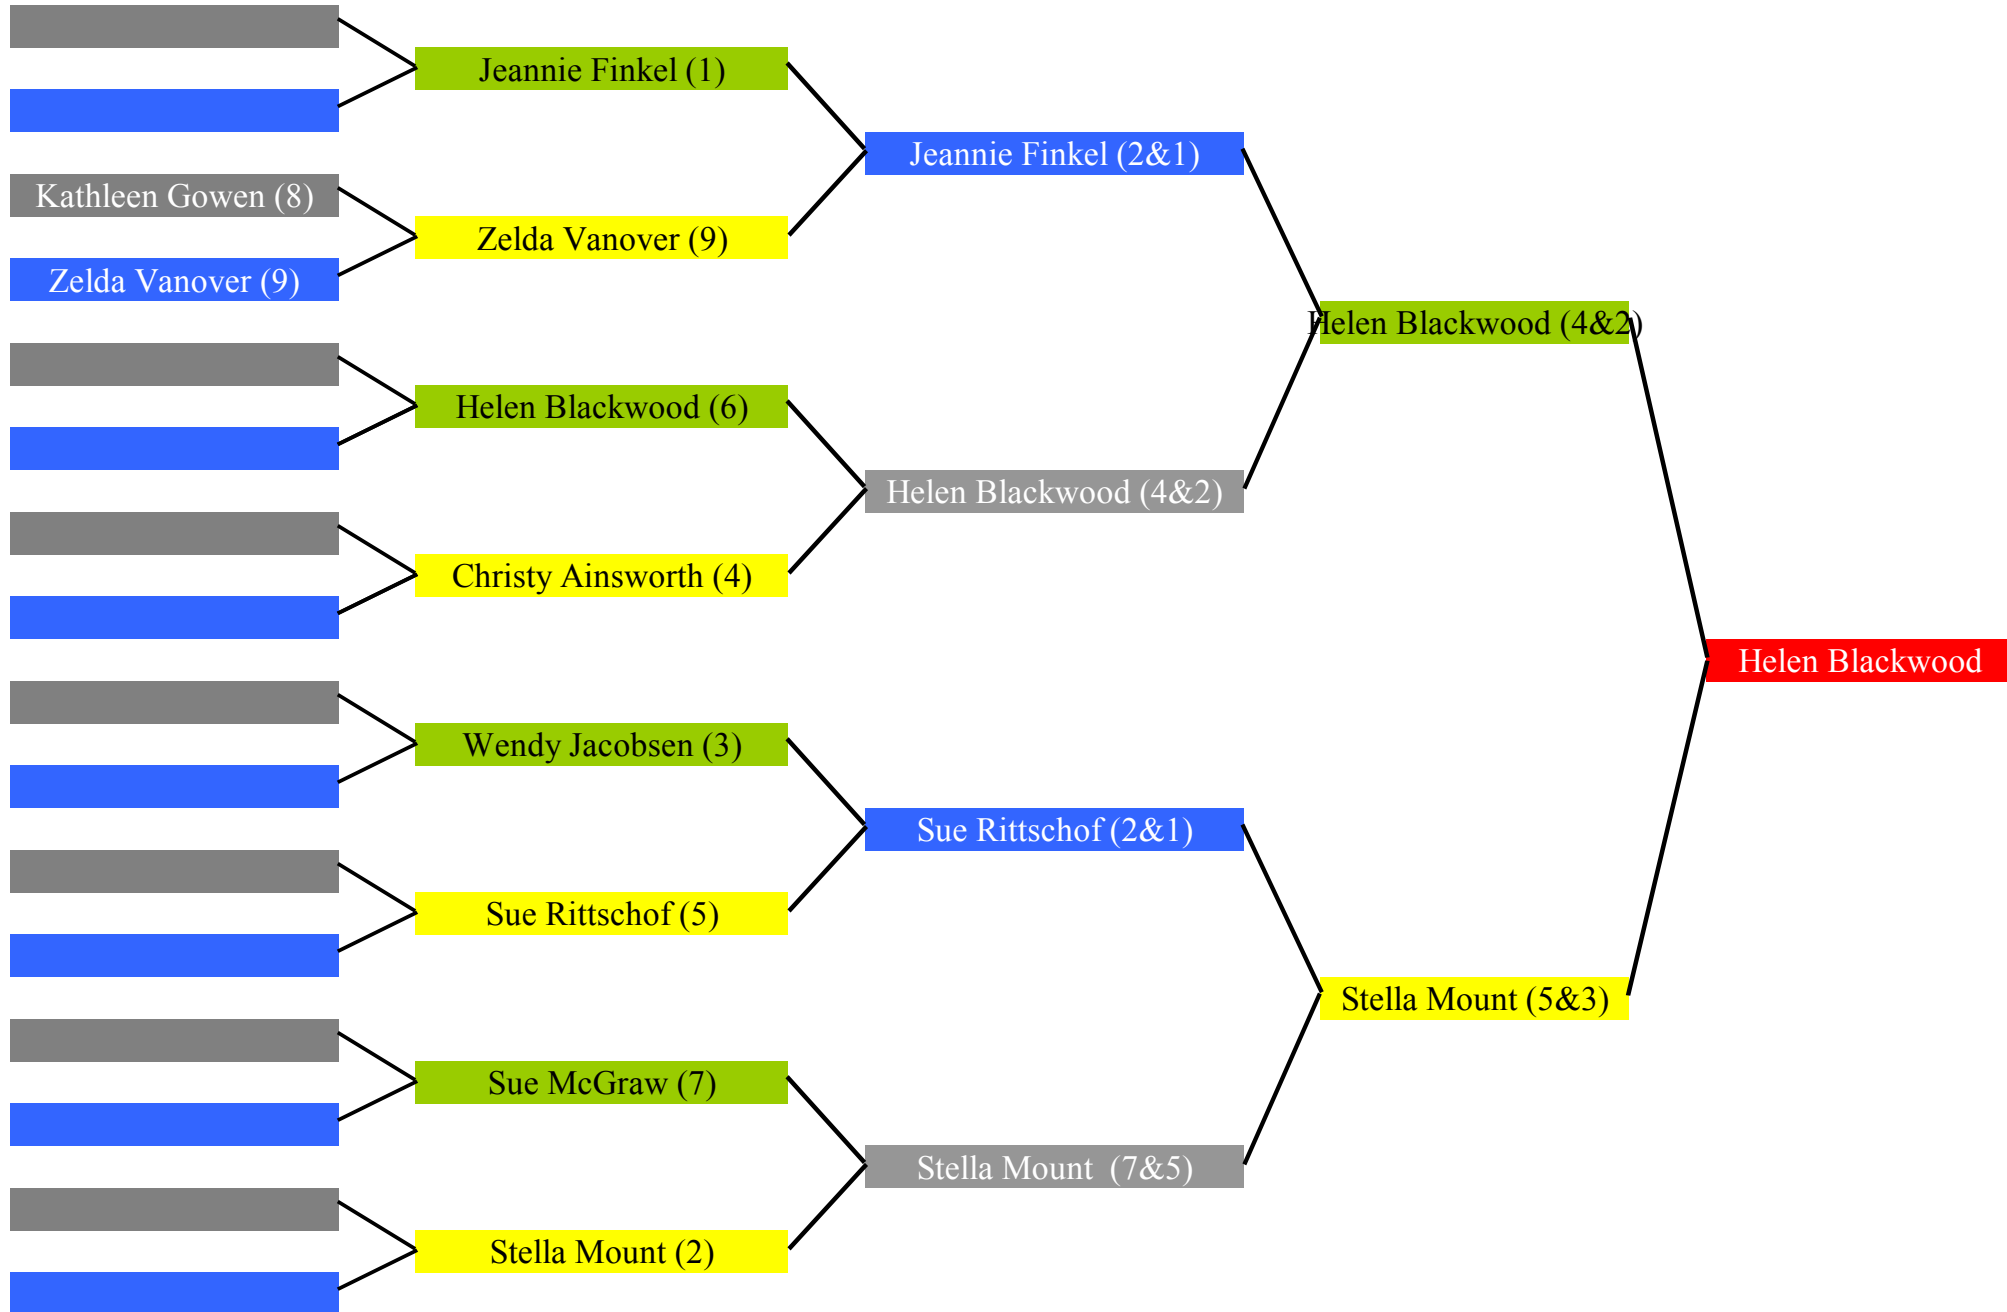 Jeannie Finkel (1)
Jeannie Finkel (2&1)
Kathleen Gowen (8)
Zelda Vanover (9)
Zelda Vanover (9)
Helen Blackwood (4&2)
Helen Blackwood (6)
Helen Blackwood (4&2)
Christy Ainsworth (4)
Helen Blackwood
Wendy Jacobsen (3)
Sue Rittschof (2&1)
Sue Rittschof (5)
Stella Mount (5&3)
Sue McGraw (7)
Stella Mount  (7&5)
Stella Mount (2)